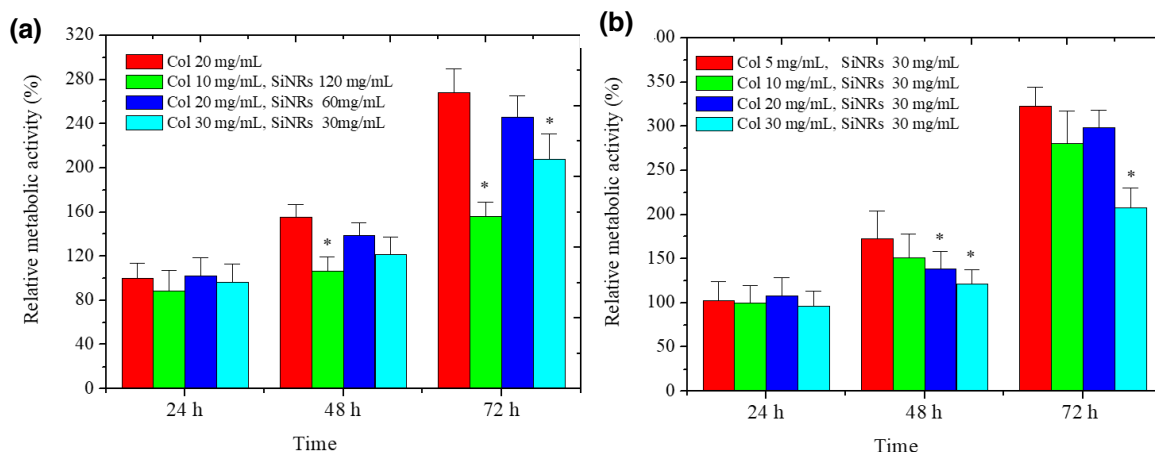 (a)
Relative metabolic activity (%)
320
280
240
200
160
120
80
40
0
Col 20 mg/mL
Col 10 mg/mL, SiNRs 120 mg/mL
Col 20 mg/mL, SiNRs 60mg/mL
Col 30 mg/mL, SiNRs 30mg/mL
*
*
*
24 h
48 h
72 h
Time
(b)
Relative metabolic activity (%)
00
350
300
250
200
150
100
50
0
Col 5 mg/mL, SiNRs 30 mg/mL
Col 10 mg/mL, SiNRs 30 mg/mL
Col 20 mg/mL, SiNRs 30 mg/mL
Col 30 mg/mL, SiNRs 30 mg/mL
*
*
*
24 h
48 h
72 h
Time